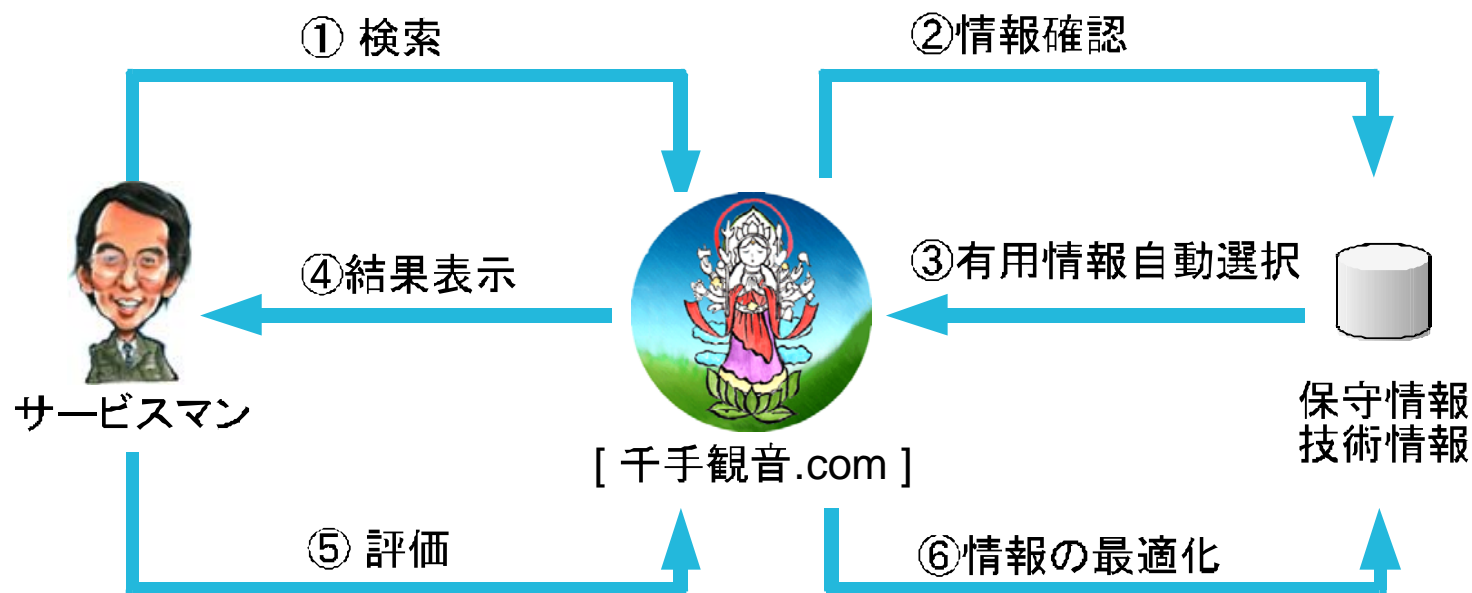 ① 検索
②情報確認
④結果表示
③有用情報自動選択
サービスマン
[ 千手観音.com ]
保守情報
技術情報
⑤ 評価
⑥情報の最適化